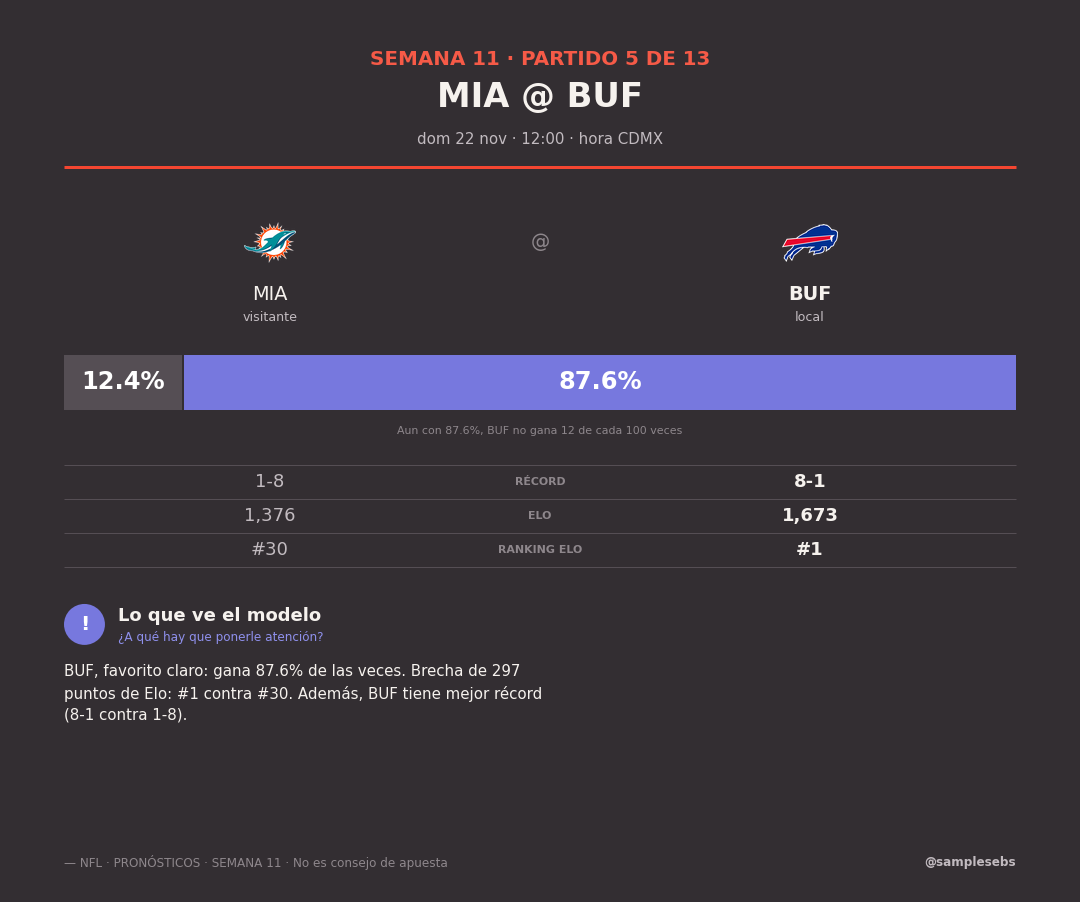 SEMANA 11 · PARTIDO 5 DE 13
MIA @ BUF
dom 22 nov · 12:00 · hora CDMX
@
MIA
BUF
visitante
local
12.4%
87.6%
Aun con 87.6%, BUF no gana 12 de cada 100 veces
1-8 RÉCORD 8-1
1,376 ELO 1,673
#30 RANKING ELO #1
!
Lo que ve el modelo
¿A qué hay que ponerle atención?
BUF, favorito claro: gana 87.6% de las veces. Brecha de 297
puntos de Elo: #1 contra #30. Además, BUF tiene mejor récord
(8-1 contra 1-8).
— NFL · PRONÓSTICOS · SEMANA 11 · No es consejo de apuesta
@samplesebs